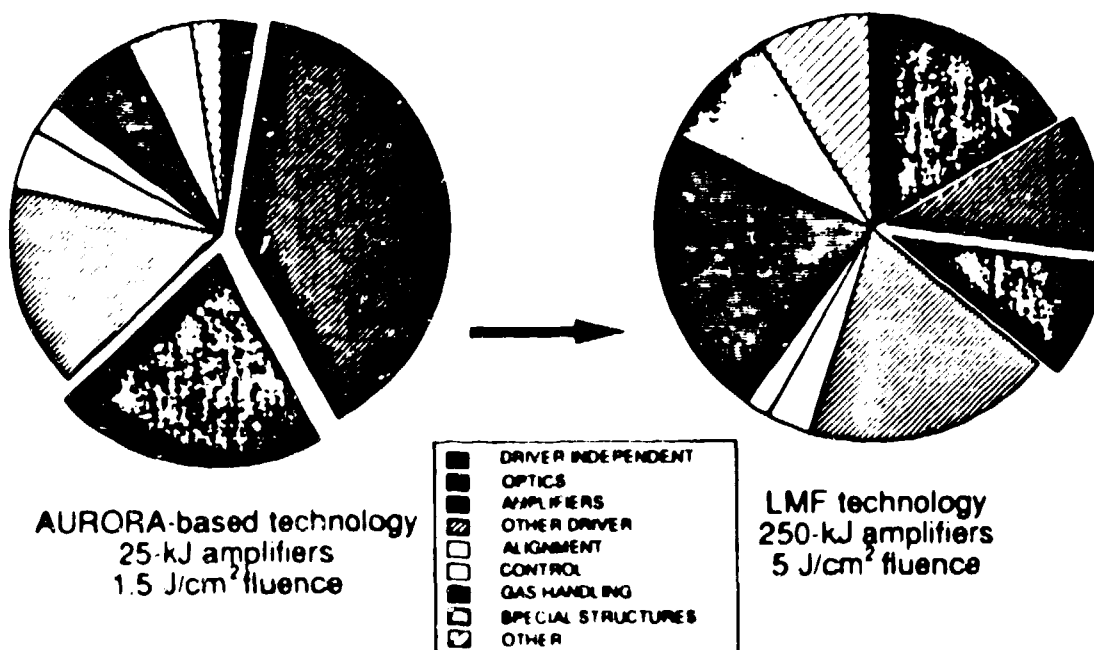 AURORA-based technology
25-kJ amplifiers
1.5 J/cm² fluence
DRIVER INDEPENDENT
OPTICS
AMPLIFIERS
OTHER DRIVER
ALIGNMENT
CONTROL
GAS HANDLING
SPECIAL STRUCTURES
OTHER
LMF technology
250-kJ amplifiers
5 J/cm² fluence